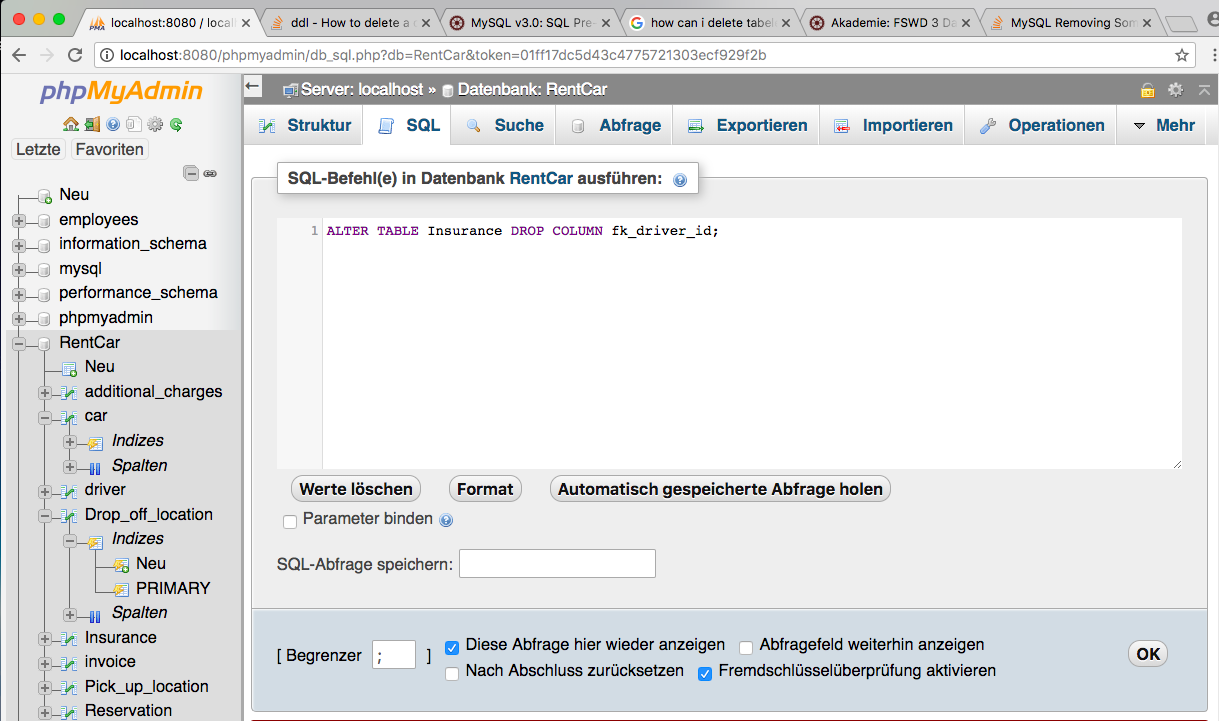 localhost:8080 / locall
ddl - How to delete a c
MySQL v3.0: SQL Pre-
how can i delete tabel
Akademie: FSWD 3 Da
MySQL Removing Som
localhost:8080/phpmyadmin/db_sql.php?db=RentCar&token=01ff17dc5d43c4775721303ecf929f2b
phpMyAdmin
Letzte Favoriten
Neu
employees
information_schema
mysql
performance_schema
phpmyadmin
RentCar
Neu
additional_charges
car
Indizes
Spalten
driver
Drop_off_location
Indizes
Neu
PRIMARY
Spalten
Insurance
invoice
Pick_up_location
Reservation
Server: localhost » Datenbank: RentCar
Struktur SQL Suche Abfrage Exportieren Importieren Operationen Mehr
SQL-Befehl(e) in Datenbank RentCar ausführen:
1 ALTER TABLE Insurance DROP COLUMN fk_driver_id;
Werte löschen Format Automatisch gespeicherte Abfrage holen
Parameter binden
SQL-Abfrage speichern:
[ Begrenzer ; ] Diese Abfrage hier wieder anzeigen Abfragefeld weiterhin anzeigen
Nach Abschluss zurücksetzen Fremdschlüsselüberprüfung aktivieren
OK